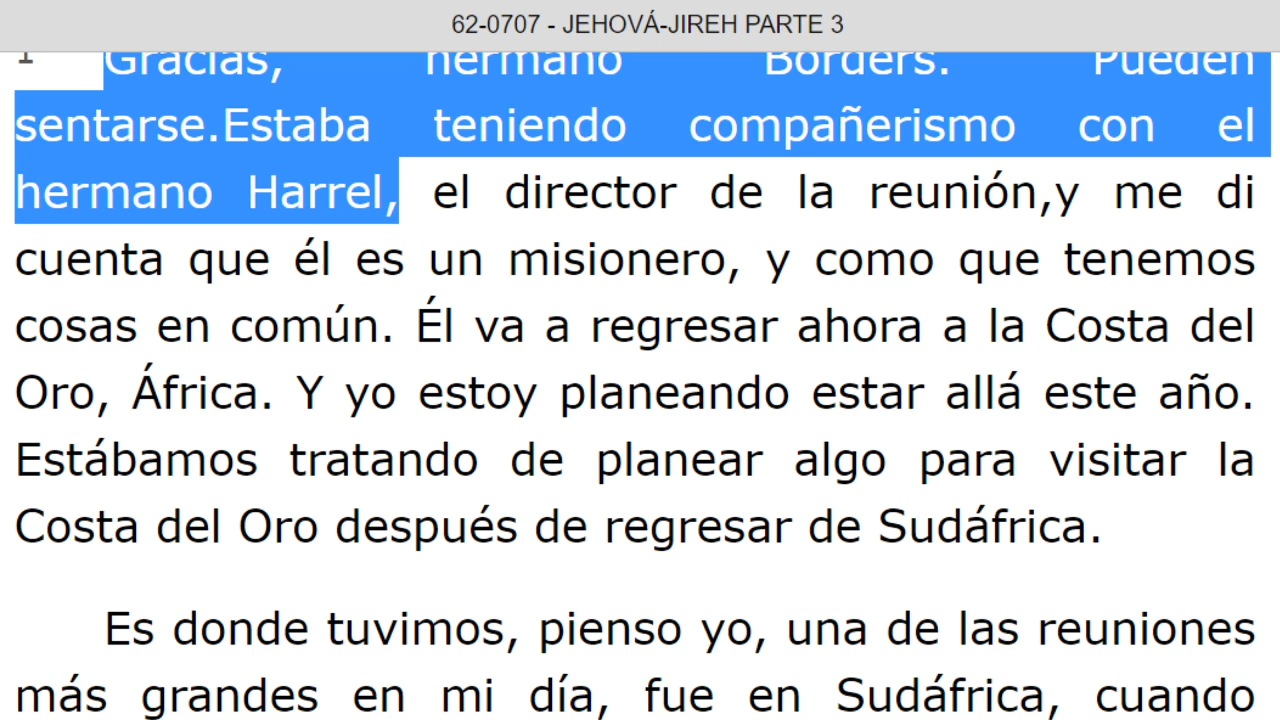 62-0707 - JEHOVÁ-JIREH PARTE 3
1 Gracias, hermano Borders. Pueden
sentarse.Estaba teniendo compañerismo con el
hermano Harrel, el director de la reunión,y me di
cuenta que él es un misionero, y como que tenemos
cosas en común. Él va a regresar ahora a la Costa del
Oro, África. Y yo estoy planeando estar allá este año.
Estábamos tratando de planear algo para visitar la
Costa del Oro después de regresar de Sudáfrica.
Es donde tuvimos, pienso yo, una de las reuniones
más grandes en mi día, fue en Sudáfrica, cuando